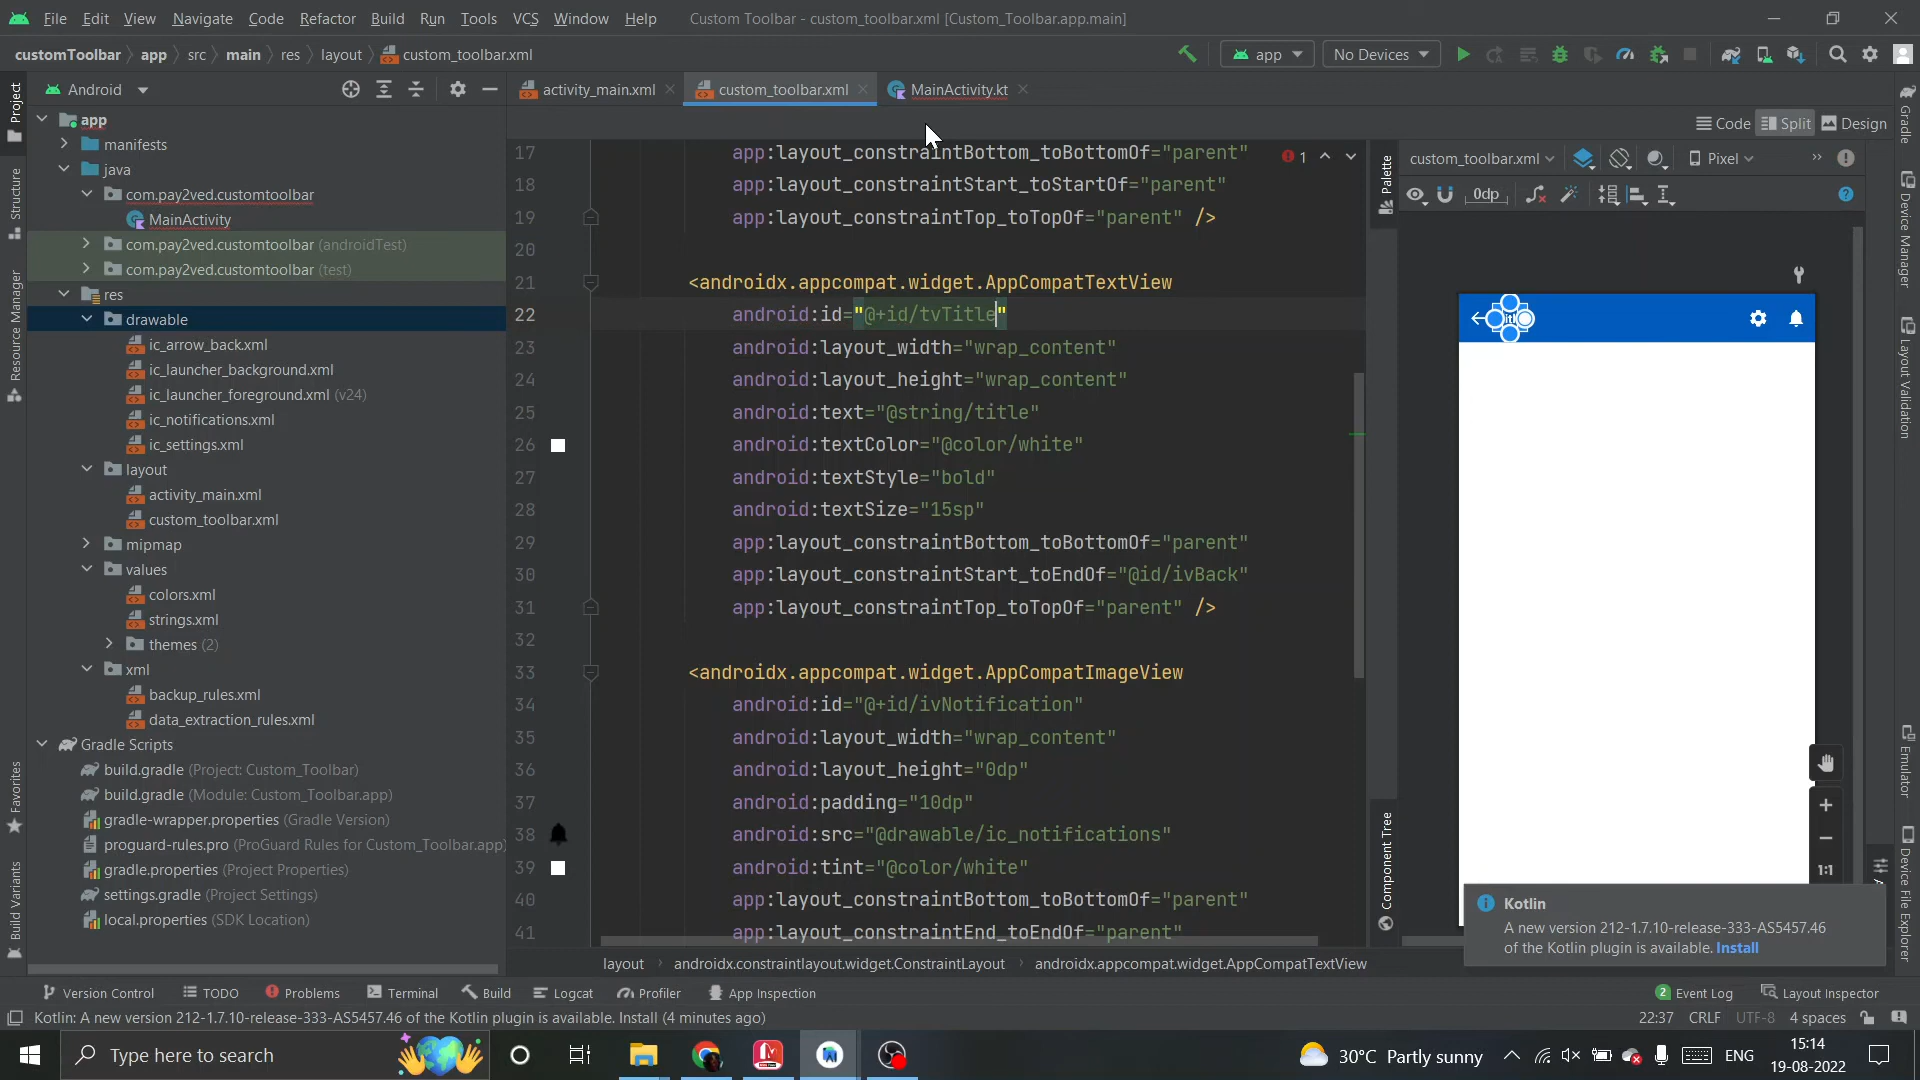 File Edit View Navigate Code Refactor Build Run Tools VCS Window Help Custom Toolbar - custom_toolbar.xml [Custom_Toolbar.app.main]
customToolbar app src main res layout custom_toolbar.xml app No Devices
Android activity_main.xml custom_toolbar.xml MainActivity.kt
Code Split Design
Project
Structure
Resource Manager
Favorites
Build Variants
app
manifests
java
com.pay2ved.customtoolbar
MainActivity
com.pay2ved.customtoolbar (androidTest)
com.pay2ved.customtoolbar (test)
res
drawable
ic_arrow_back.xml
ic_launcher_background.xml
ic_launcher_foreground.xml (v24)
ic_notifications.xml
ic_settings.xml
layout
activity_main.xml
custom_toolbar.xml
mipmap
values
colors.xml
strings.xml
themes (2)
xml
backup_rules.xml
data_extraction_rules.xml
Gradle Scripts
build.gradle (Project: Custom_Toolbar)
build.gradle (Module: Custom_Toolbar.app)
gradle-wrapper.properties (Gradle Version)
proguard-rules.pro (ProGuard Rules for Custom_Toolbar.app)
gradle.properties (Project Properties)
settings.gradle (Project Settings)
local.properties (SDK Location)
17 app:layout_constraintBottom_toBottomOf="parent" 1
18 app:layout_constraintStart_toStartOf="parent"
19 app:layout_constraintTop_toTopOf="parent" />
20
21 <androidx.appcompat.widget.AppCompatTextView
22 android:id="@+id/tvTitle"
23 android:layout_width="wrap_content"
24 android:layout_height="wrap_content"
25 android:text="@string/title"
26 android:textColor="@color/white"
27 android:textStyle="bold"
28 android:textSize="15sp"
29 app:layout_constraintBottom_toBottomOf="parent"
30 app:layout_constraintStart_toEndOf="@id/ivBack"
31 app:layout_constraintTop_toTopOf="parent" />
32
33 <androidx.appcompat.widget.AppCompatImageView
34 android:id="@+id/ivNotification"
35 android:layout_width="wrap_content"
36 android:layout_height="0dp"
37 android:padding="10dp"
38 android:src="@drawable/ic_notifications"
39 android:tint="@color/white"
40 app:layout_constraintBottom_toBottomOf="parent"
41 app:layout_constraintEnd_toEndOf="parent"
layout androidx.constraintlayout.widget.ConstraintLayout androidx.appcompat.widget.AppCompatTextView
Palette
Component Tree
custom_toolbar.xml Pixel
0dp
1:1
Kotlin
A new version 212-1.7.10-release-333-AS5457.46
of the Kotlin plugin is available. Install
Gradle
Device Manager
Layout Validation
Emulator
Device File Explorer
Version Control TODO Problems Terminal Build Logcat Profiler App Inspection 2 Event Log Layout Inspector
Kotlin: A new version 212-1.7.10-release-333-AS5457.46 of the Kotlin plugin is available. Install (4 minutes ago) 22:37 CRLF UTF-8 4 spaces
Type here to search 30°C Partly sunny ENG 15:14
19-08-2022